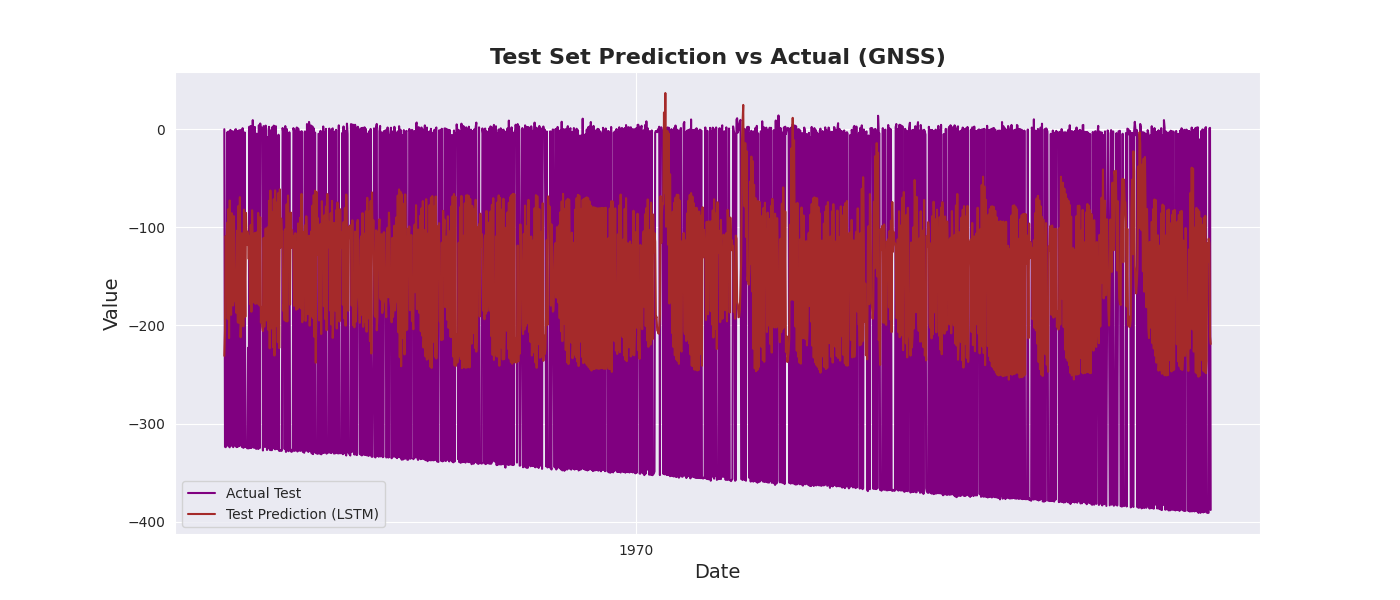 Test Set Prediction vs Actual (GNSS)
Value
0
−100
−200
−300
−400
Actual Test
Test Prediction (LSTM)
1970
Date